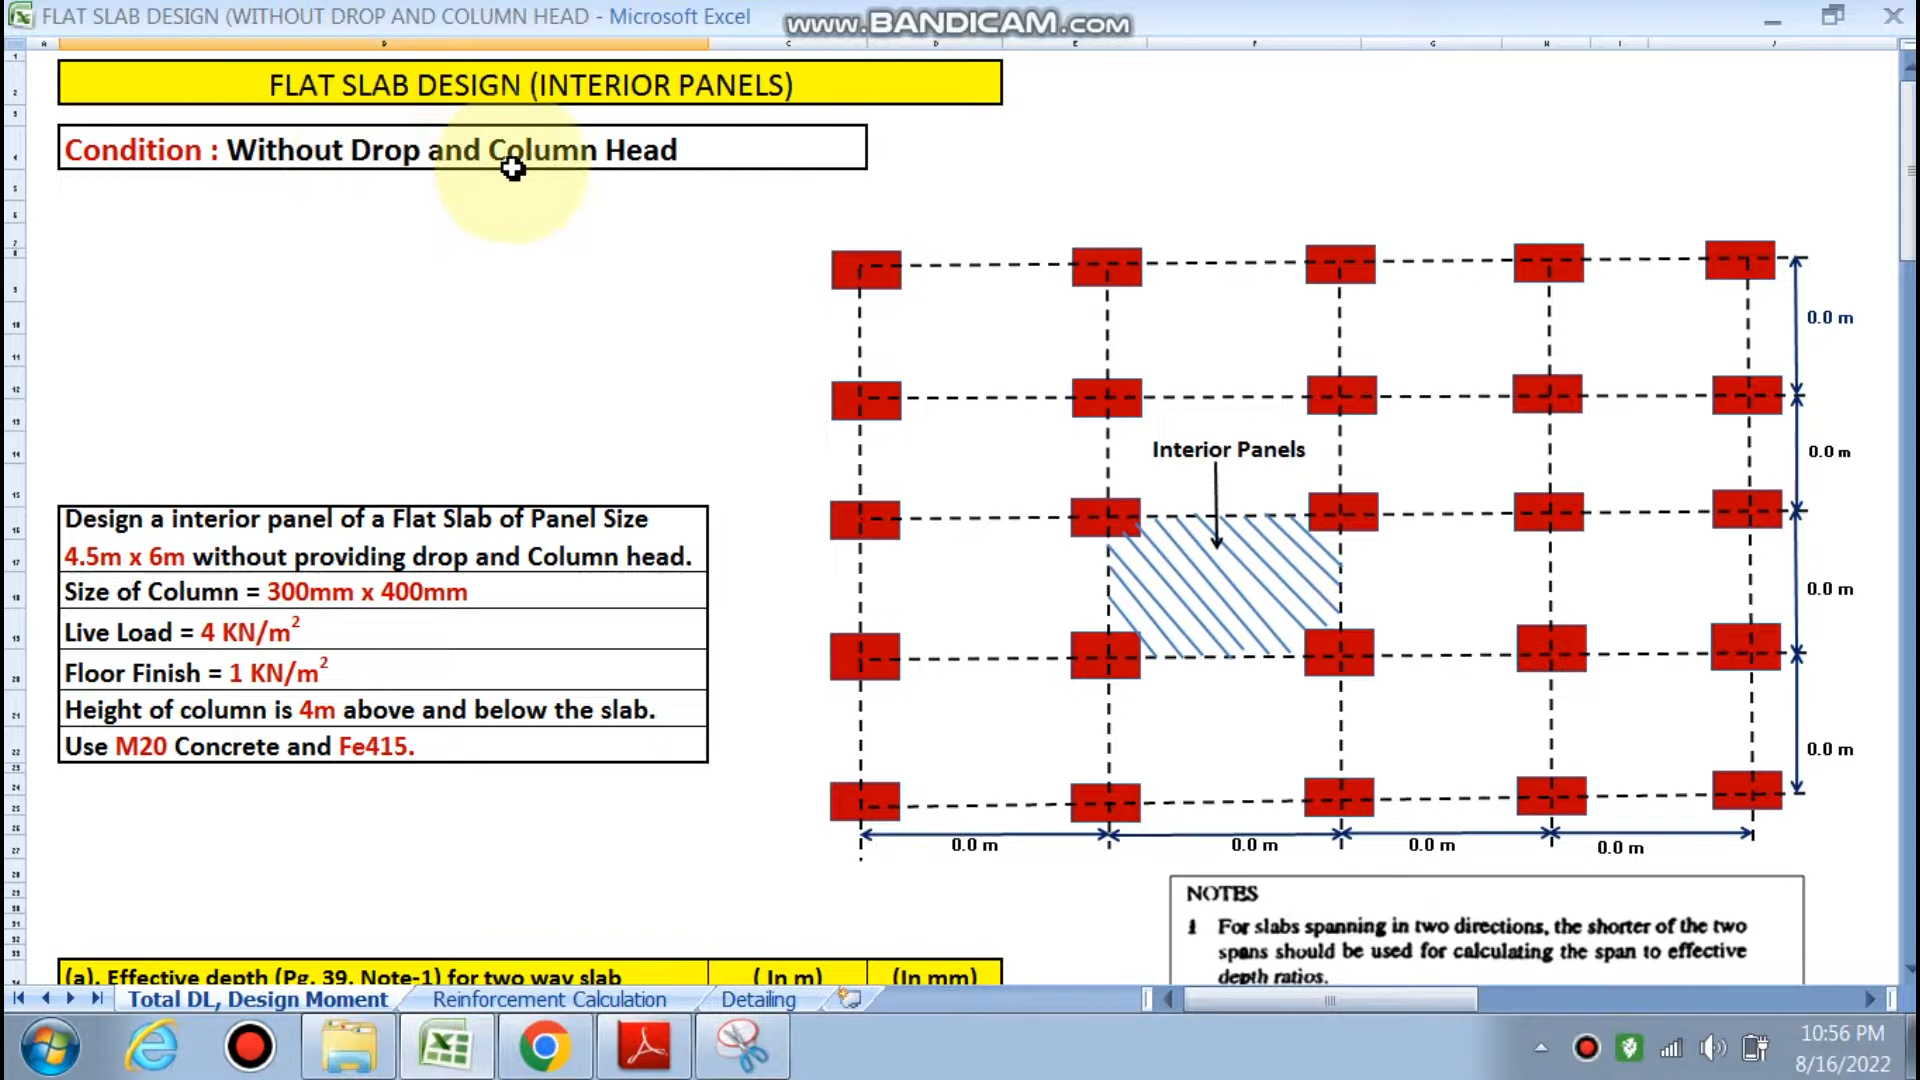 FLAT SLAB DESIGN (WITHOUT DROP AND COLUMN HEAD - Microsoft Excel
www.BANDICAM.com
FLAT SLAB DESIGN (INTERIOR PANELS)
Condition : Without Drop and Column Head
0.0 m
0.0 m
Interior Panels
Design a interior panel of a Flat Slab of Panel Size
4.5m x 6m without providing drop and Column head.
Size of Column = 300mm x 400mm
0.0 m
Live Load = 4 KN/m²
Floor Finish = 1 KN/m²
Height of column is 4m above and below the slab.
Use M20 Concrete and Fe415.
0.0 m
0.0 m 0.0 m 0.0 m 0.0 m
NOTES
1 For slabs spanning in two directions, the shorter of the two
spans should be used for calculating the span to effective
depth ratios.
(a). Effective depth (Pg. 39. Note-1) for two way slab ( In m) (In mm)
Total DL, Design Moment Reinforcement Calculation Detailing
10:56 PM
8/16/2022